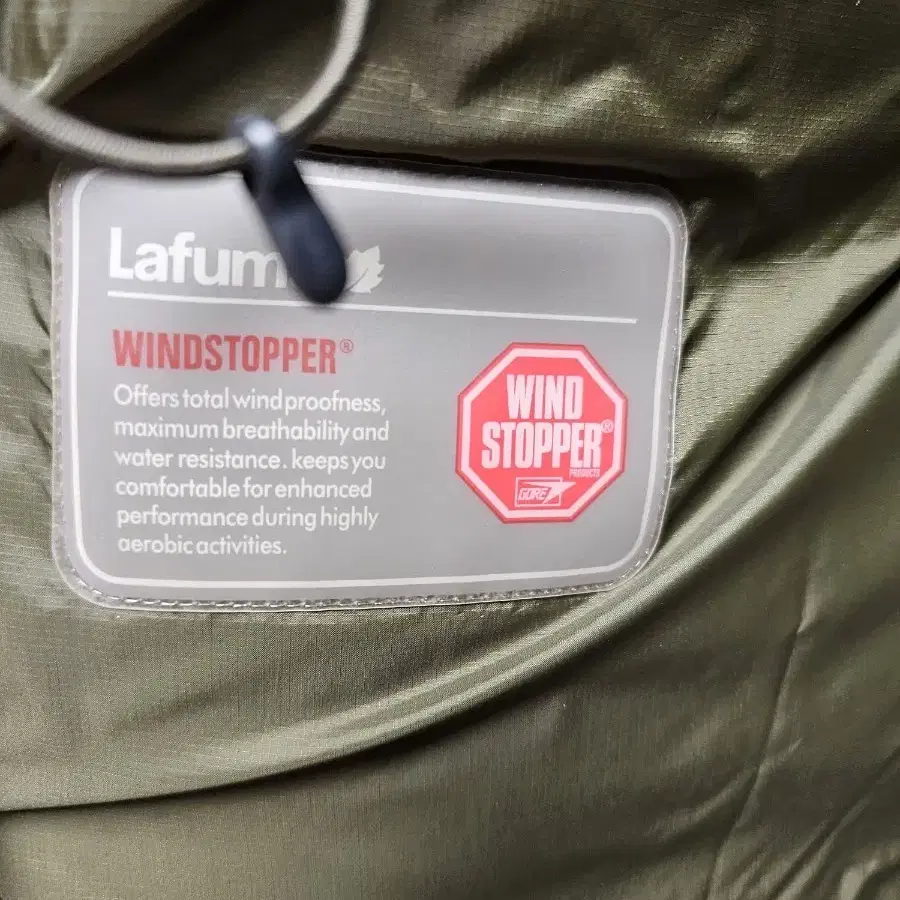 Lafum
WINDSTOPPER®
Offers total windproofness,
maximum breathability and
water resistance. keeps you
comfortable for enhanced
performance during highly
aerobic activities.
WIND
STOPPER®
PRODUCTS
GORE